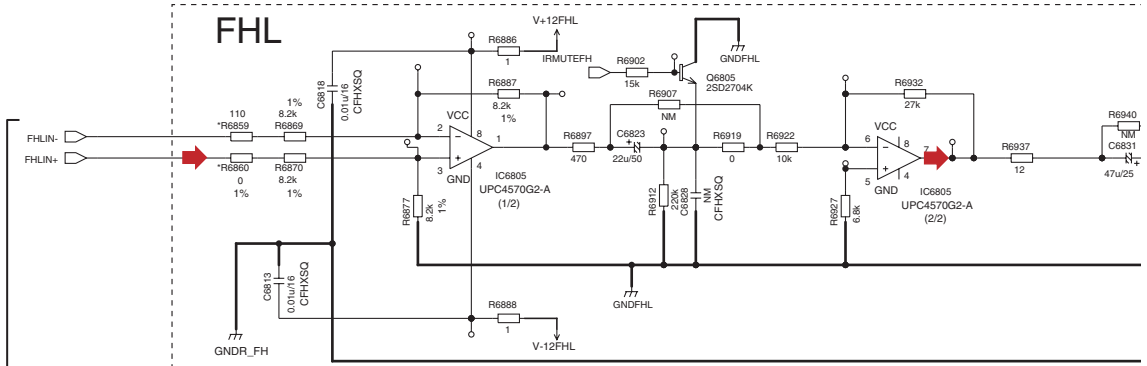 FHL
V+12FHL
R6886
1
IRMUTEFH
R6902
15k
GNDFHL
Q6805
2SD2704K
C6818
0.01u/16
CFHXSQ
R6887
8.2k
1%
R6907
NM
R6932
27k
R6940
NM
C6831
47u/25
+
FHLIN-
110
*R6859
1%
8.2k
R6869
VCC
2
8
1
3
4
GND
IC6805
UPC4570G2-A
(1/2)
R6897
470
C6823
+
22u/50
R6919
0
R6922
10k
VCC
6
8
7
5
4
GND
IC6805
UPC4570G2-A
(2/2)
R6937
12
FHLIN+
*R6860
0
1%
R6870
8.2k
1%
R6877
8.2k
1%
R6912
220k
C6828
NM
CFHXSQ
R6927
6.8k
C6813
0.01u/16
CFHXSQ
GNDR_FH
R6888
1
V-12FHL
GNDFHL